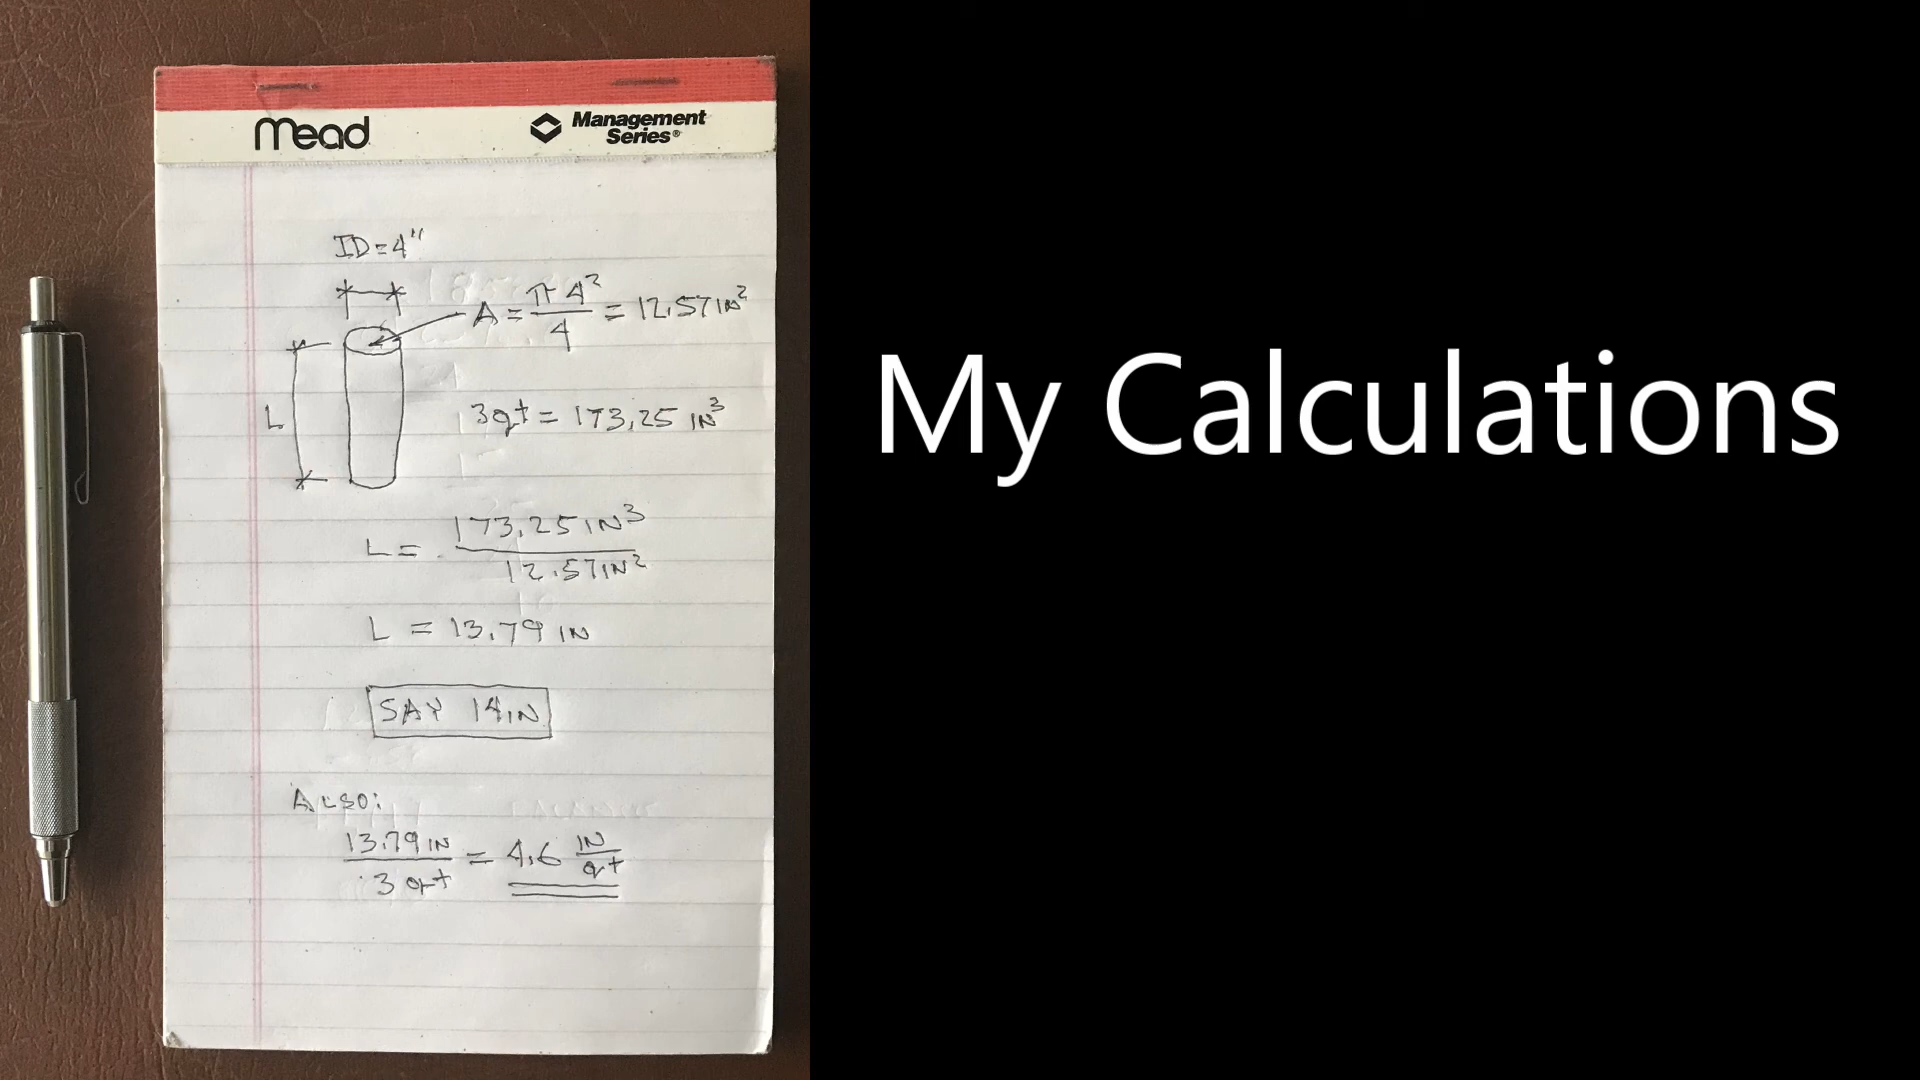 mead
Management
Series®
ID=4"
A = π 4² / 4 = 12.57 IN²
L
3qt = 173.25 IN³
L = 173.25 IN³ / 12.57 IN²
L = 13.79 IN
SAY 14 IN
ALSO:
13.79 IN / 3 qt = 4.6 IN / qt
My Calculations